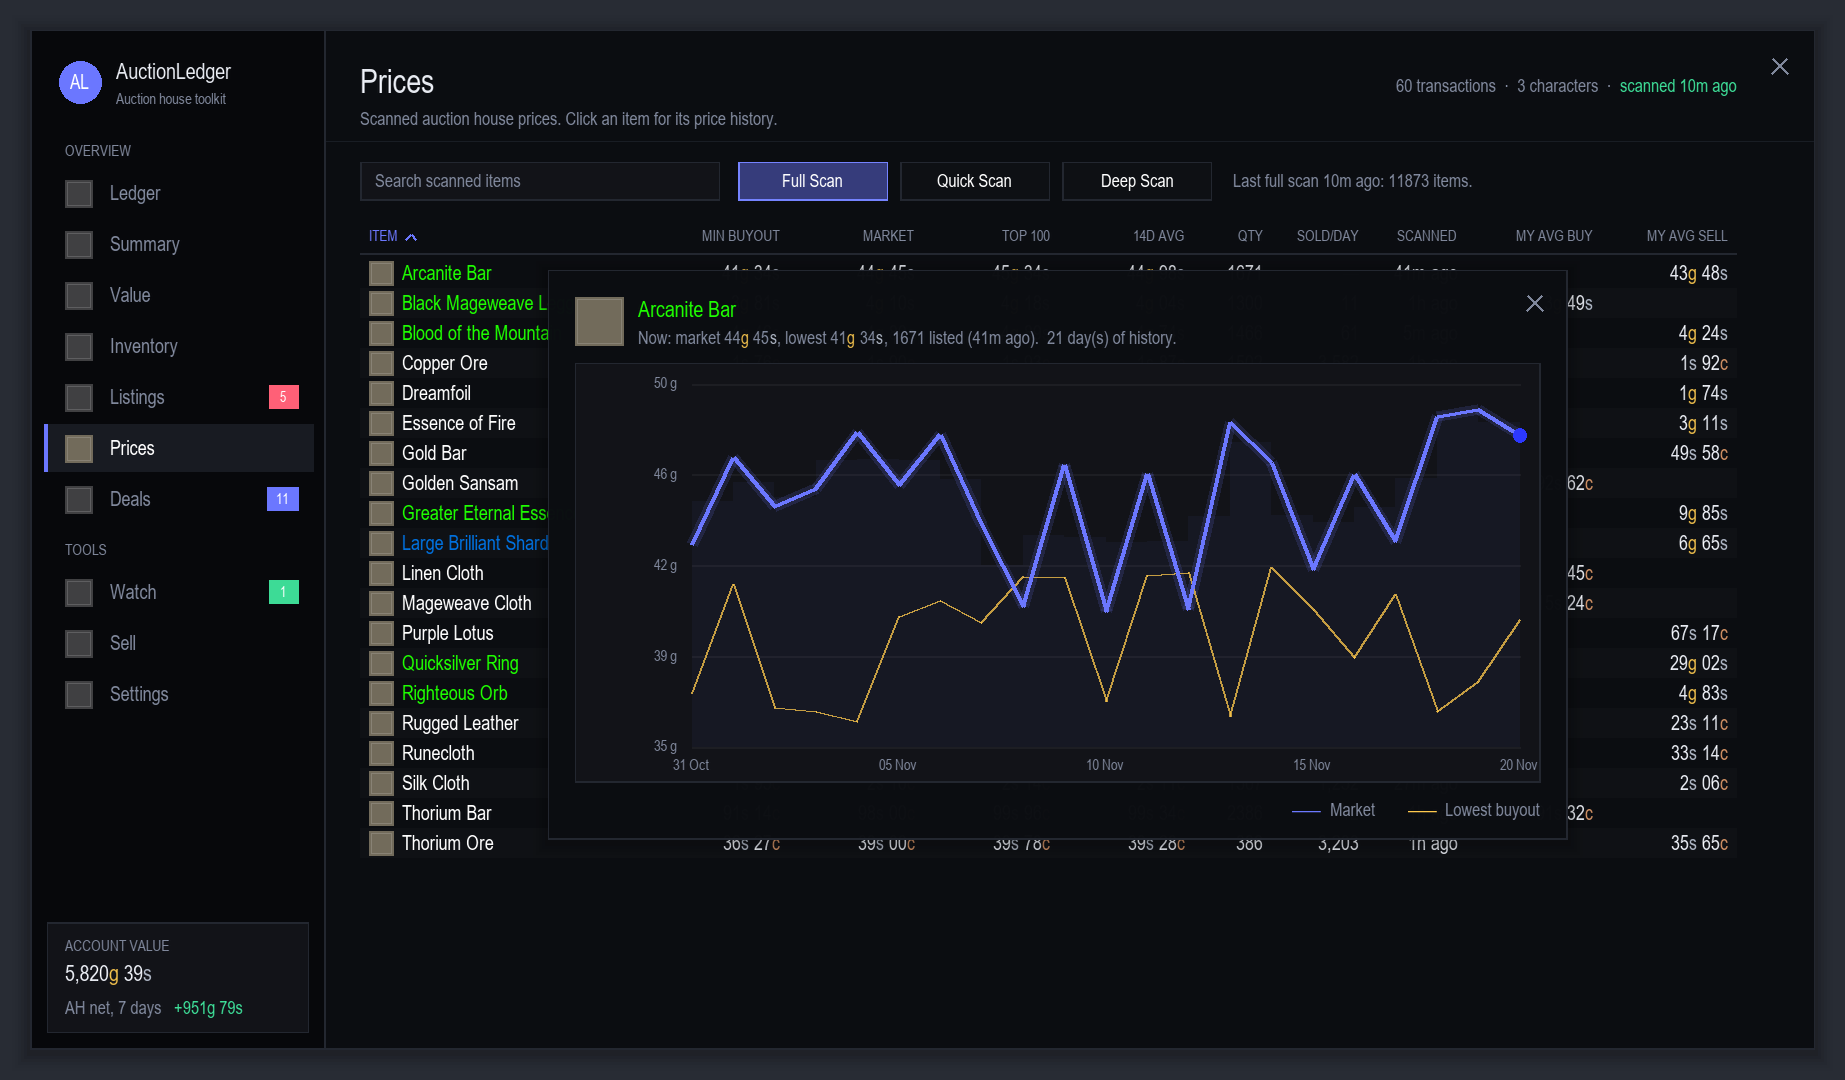 AL
AuctionLedger
Auction house toolkit
OVERVIEW
Ledger
Summary
Value
Inventory
Listings 5
Prices
Deals 11
TOOLS
Watch 1
Sell
Settings
ACCOUNT VALUE
5,820g 39s
AH net, 7 days +951g 79s
Prices
Scanned auction house prices. Click an item for its price history.
60 transactions · 3 characters · scanned 10m ago
Search scanned items
Full Scan
Quick Scan
Deep Scan
Last full scan 10m ago: 11873 items.
ITEM MIN BUYOUT MARKET TOP 100 14D AVG QTY SOLD/DAY SCANNED MY AVG BUY MY AVG SELL
Arcanite Bar 41g 34s 44g 45s 45g 34s 44g 98s 1671 41m ago 43g 48s
Black Mageweave L 49s
Blood of the Mounta 4g 24s
Copper Ore 1s 92c
Dreamfoil 1g 74s
Essence of Fire 3g 11s
Gold Bar 49s 58c
Golden Sansam 62c
Greater Eternal Ess 9g 85s
Large Brilliant Shard 6g 65s
Linen Cloth 45c
Mageweave Cloth 24c
Purple Lotus 67s 17c
Quicksilver Ring 29g 02s
Righteous Orb 4g 83s
Rugged Leather 23s 11c
Runecloth 33s 14c
Silk Cloth 2s 06c
Thorium Bar 32c
Thorium Ore 36s 27c 39s 00c 39s 78c 39s 28c 386 3,203 1h ago 35s 65c
Arcanite Bar
Now: market 44g 45s, lowest 41g 34s, 1671 listed (41m ago). 21 day(s) of history.
50 g
46 g
42 g
39 g
35 g
31 Oct 05 Nov 10 Nov 15 Nov 20 Nov
Market Lowest buyout